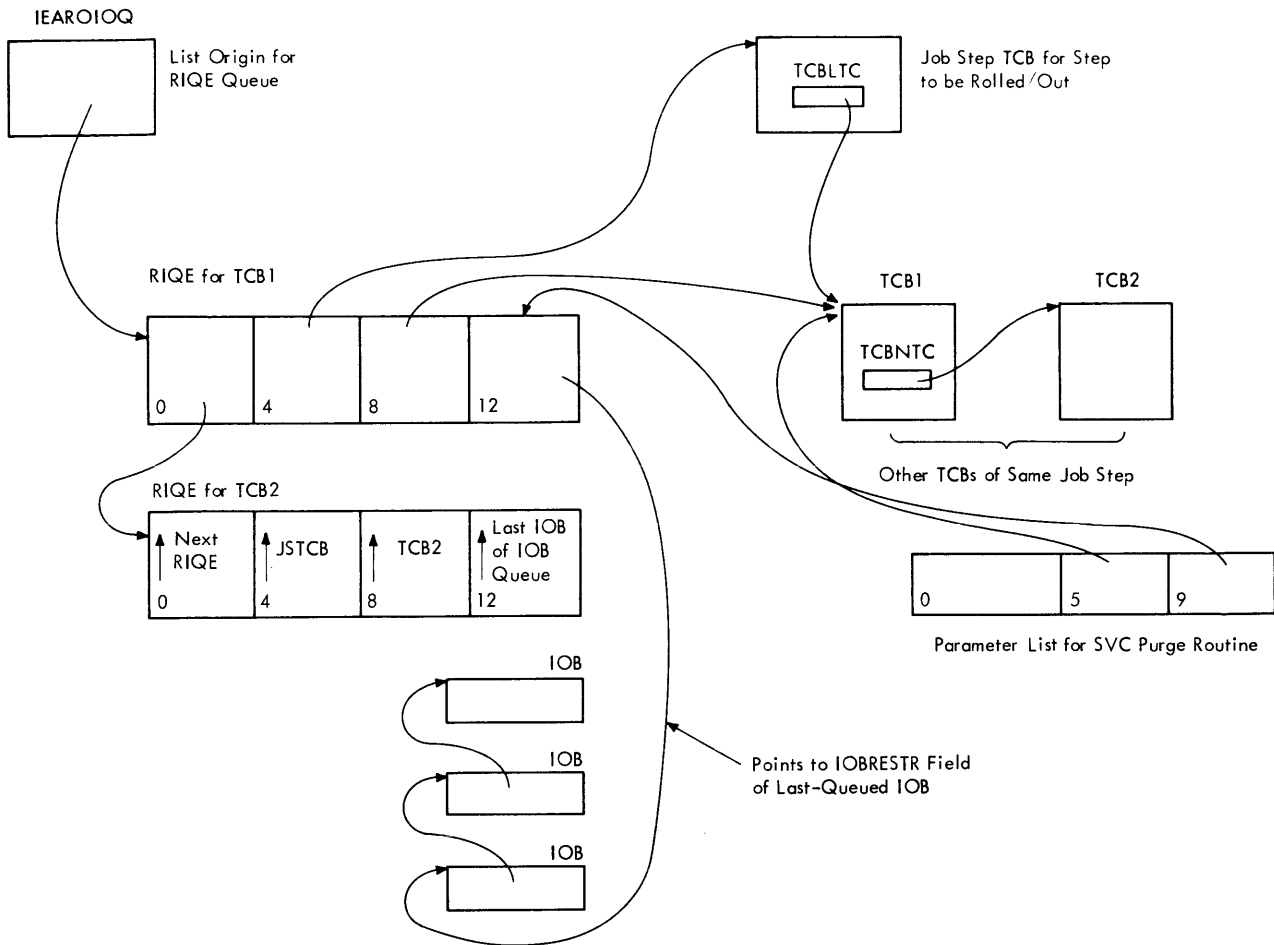 IEAROIOQ
List Origin for
RIQE Queue
TCBLTC
Job Step TCB for Step
to be Rolled/Out
RIQE for TCB1
0
4
8
12
TCB1
TCB2
TCBNTC
Other TCBs of Same Job Step
RIQE for TCB2
Next
RIQE
0
JSTCB
4
TCB2
8
Last IOB
of IOB
Queue
12
0
5
9
Parameter List for SVC Purge Routine
IOB
IOB
IOB
Points to IOBRESTR Field
of Last-Queued IOB